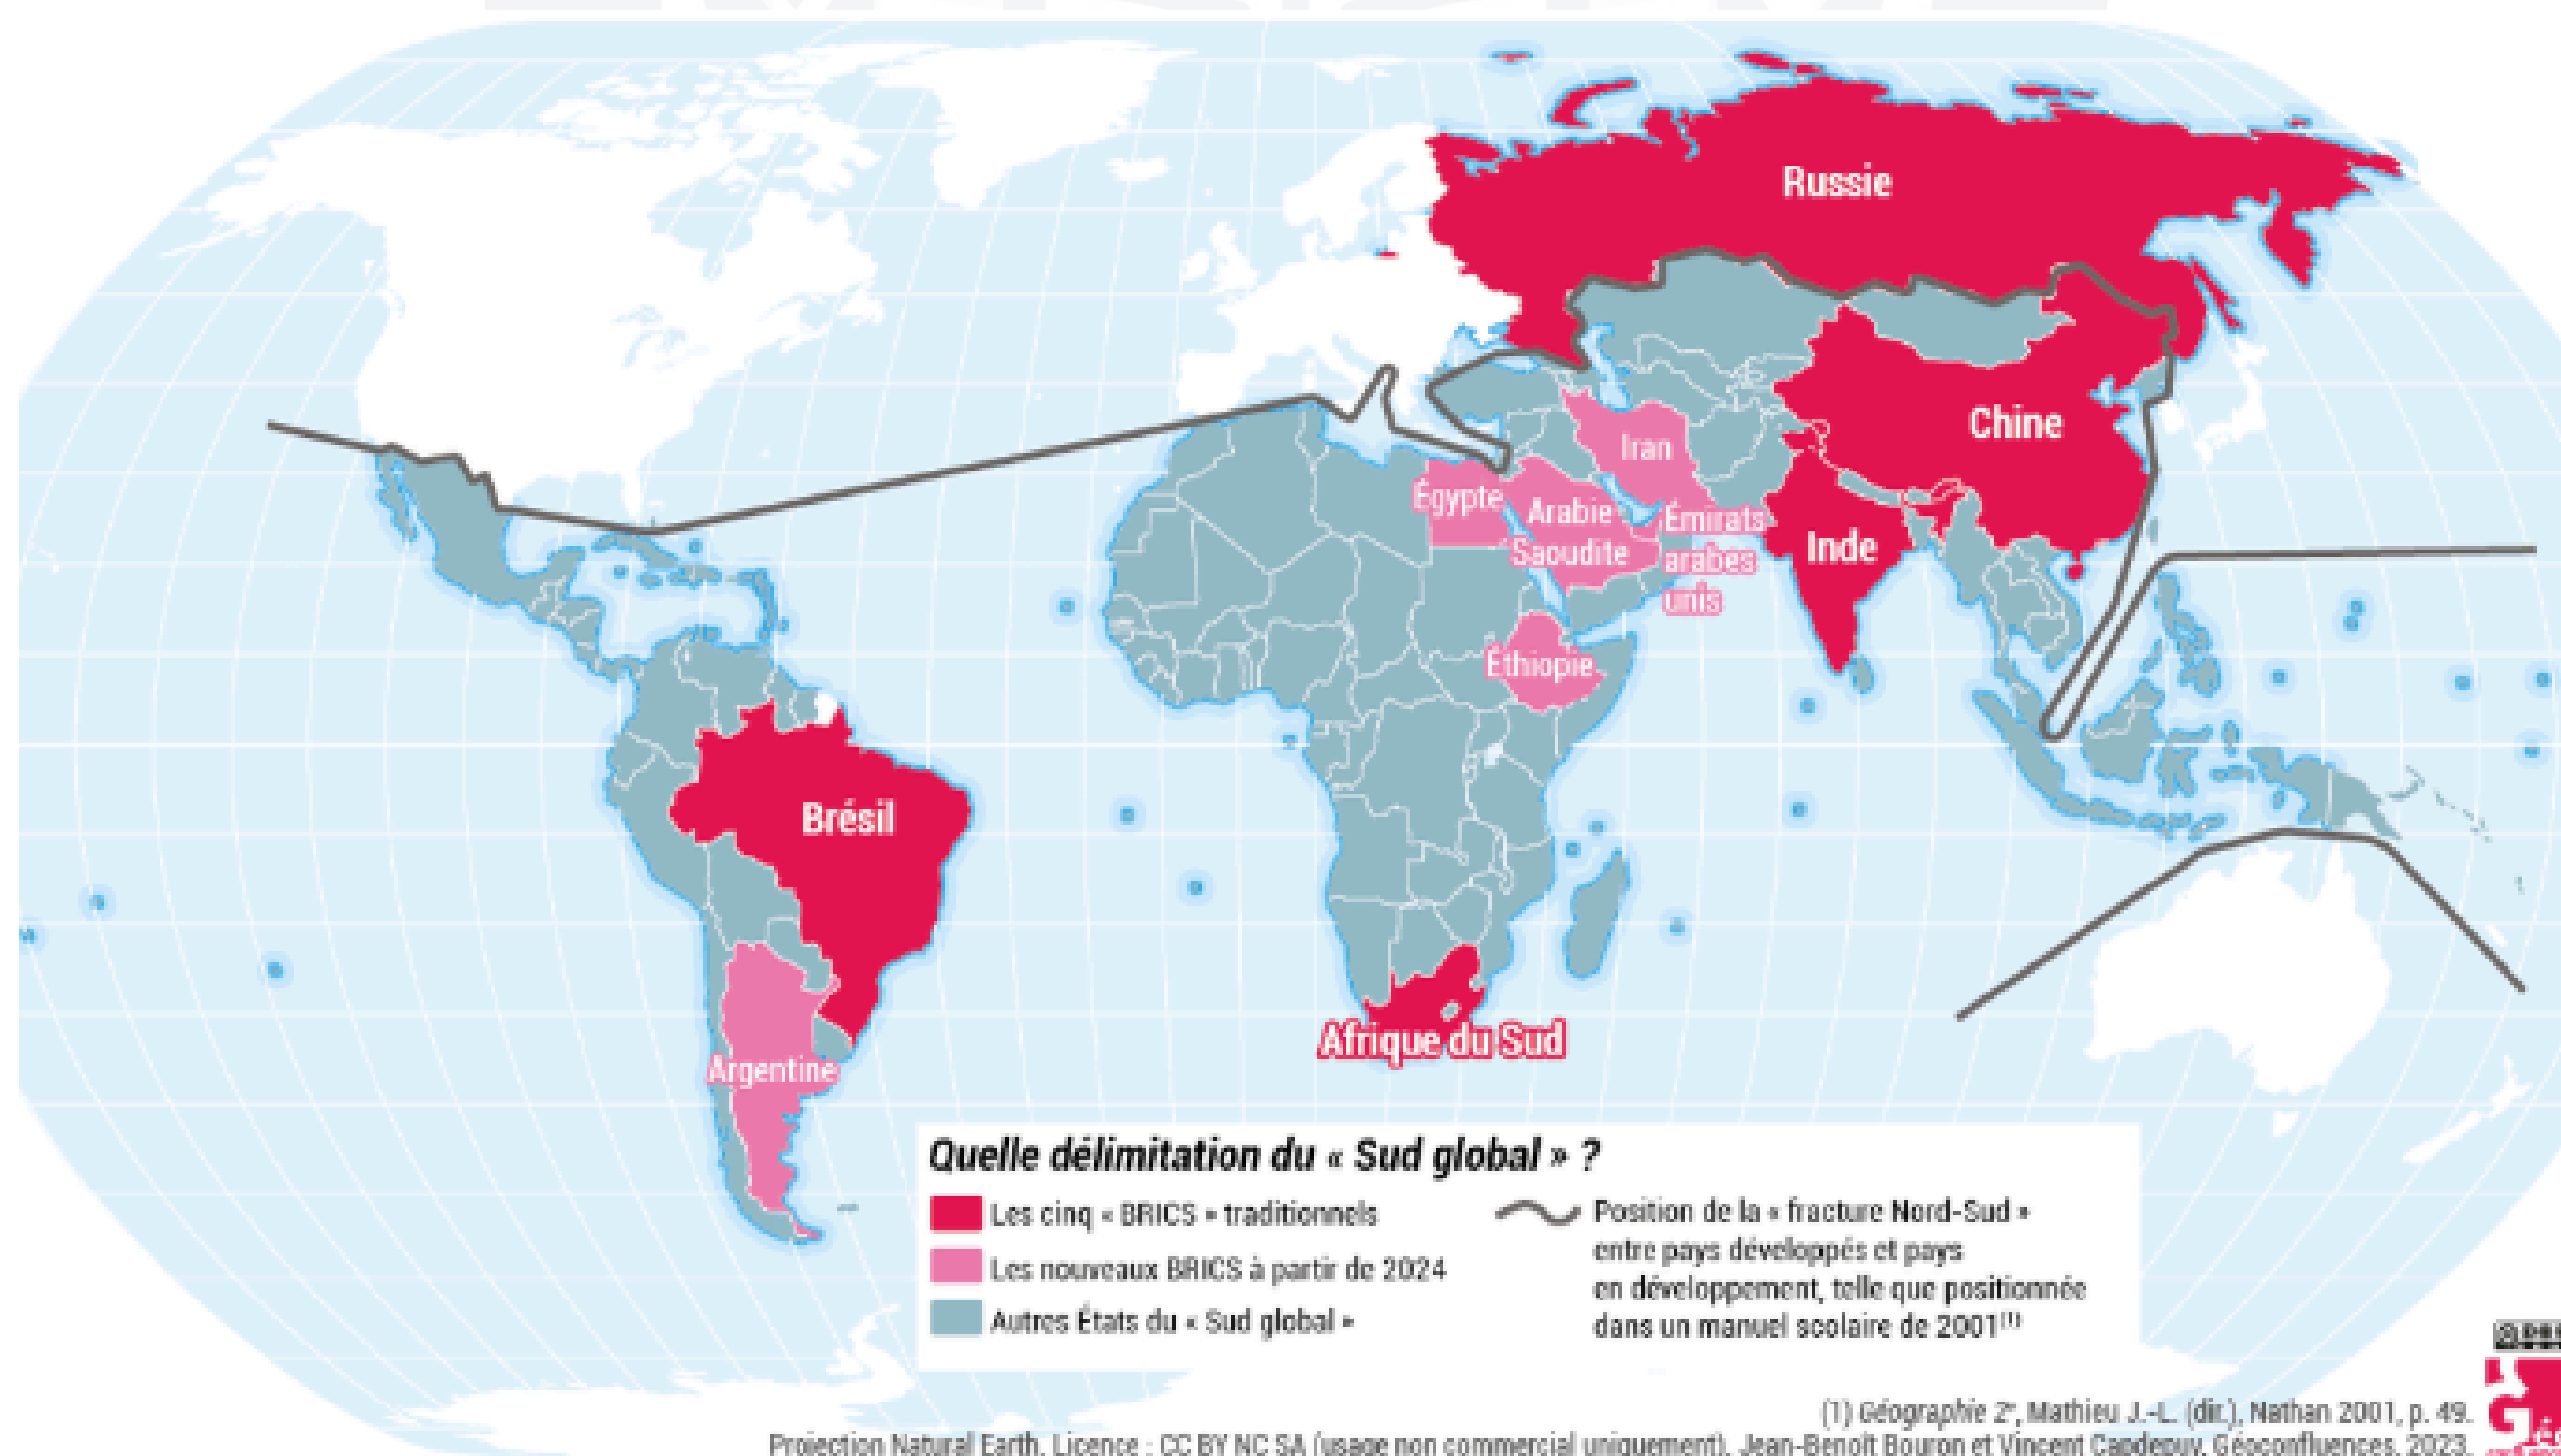 Russie
Chine
Iran
Égypte
Arabie
Saoudite
Émirats
arabes
unis
Inde
Éthiopie
Brésil
Afrique du Sud
Argentine
Quelle délimitation du « Sud global » ?
Les cinq « BRICS » traditionnels
Les nouveaux BRICS à partir de 2024
Autres États du « Sud global »
Position de la « fracture Nord-Sud »
entre pays développés et pays
en développement, telle que positionnée
dans un manuel scolaire de 2001⁽¹⁾
(1) Géographie 2ᵉ, Mathieu J.-L. (dir.), Nathan 2001, p. 49.
Projection Natural Earth. Licence : CC BY NC SA (usage non commercial uniquement). Jean-Benoît Bouron et Vincent Capdepuy, Géoconfluences, 2023.